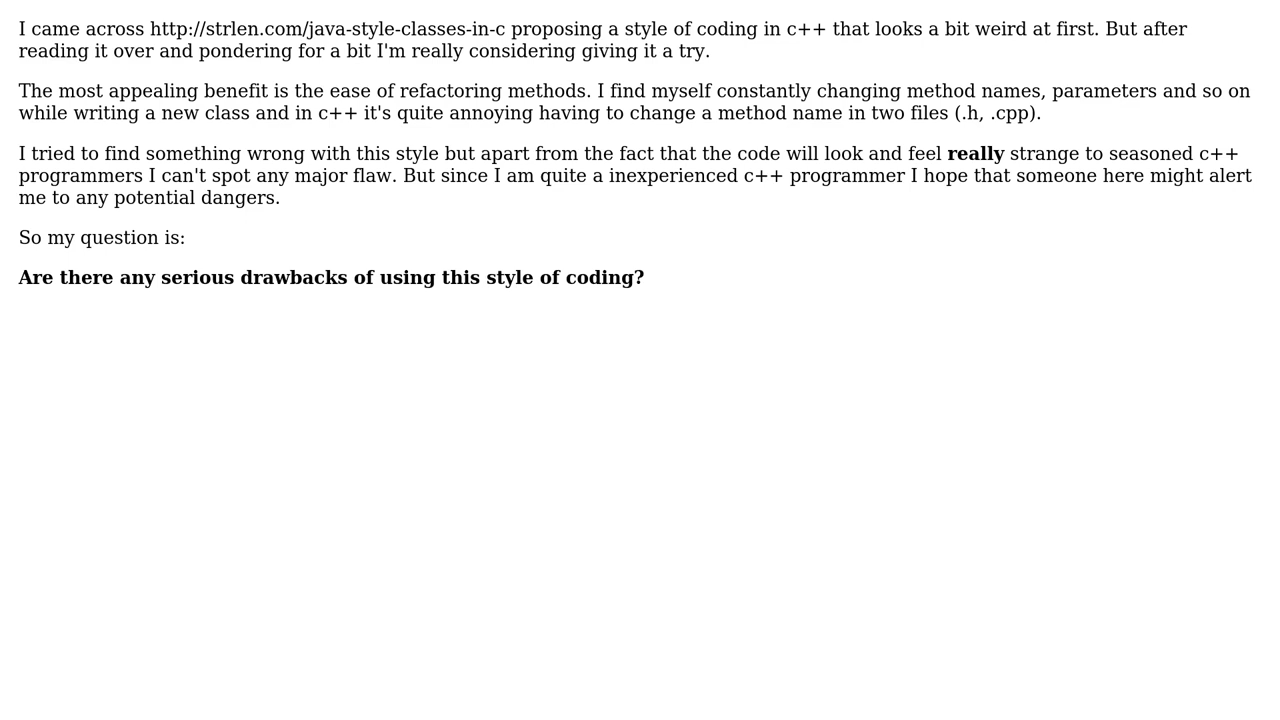 I came across http://strlen.com/java-style-classes-in-c proposing a style of coding in c++ that looks a bit weird at first. But after
reading it over and pondering for a bit I'm really considering giving it a try.
The most appealing benefit is the ease of refactoring methods. I find myself constantly changing method names, parameters and so on
while writing a new class and in c++ it's quite annoying having to change a method name in two files (.h, .cpp).
I tried to find something wrong with this style but apart from the fact that the code will look and feel really strange to seasoned c++
programmers I can't spot any major flaw. But since I am quite a inexperienced c++ programmer I hope that someone here might alert
me to any potential dangers.
So my question is:
Are there any serious drawbacks of using this style of coding?